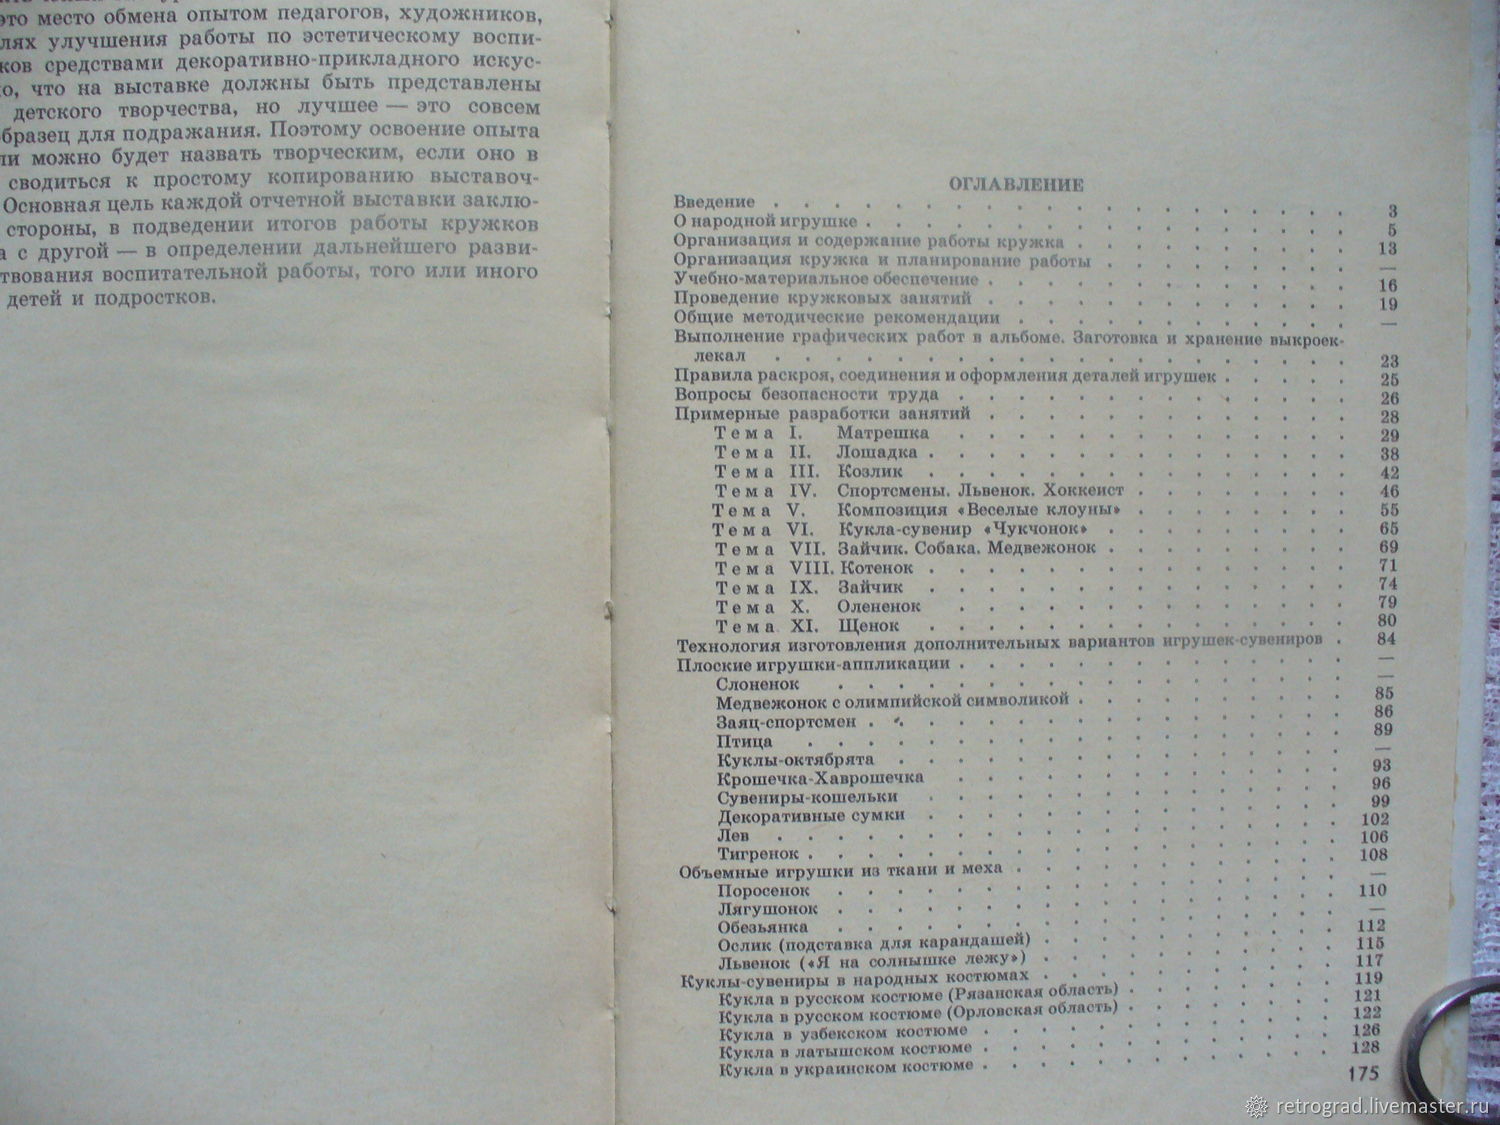 это место обмена опытом педагогов, художников,
лях улучшения работы по эстетическому воспи-
ков средствами декоративно-прикладного искус-
о, что на выставке должны быть представлены
детского творчества, но лучшее — это совсем
образец для подражания. Поэтому освоение опыта
ли можно будет назвать творческим, если оно в
сводиться к простому копированию выставоч-
Основная цель каждой отчетной выставки заклю-
стороны, в подведении итогов работы кружков
а с другой — в определении дальнейшего разви-
твования воспитательной работы, того или иного
детей и подростков.
ОГЛАВЛЕНИЕ
Введение . . . 3
О народной игрушке . . . 5
Организация и содержание работы кружка . . . 13
Организация кружка и планирование работы . . . —
Учебно-материальное обеспечение . . . 16
Проведение кружковых занятий . . . 19
Общие методические рекомендации . . . —
Выполнение графических работ в альбоме. Заготовка и хранение выкроек-
лекал . . . 23
Правила раскроя, соединения и оформления деталей игрушек . . . 25
Вопросы безопасности труда . . . 26
Примерные разработки занятий . . . 28
Тема I. Матрешка . . . 29
Тема II. Лошадка . . . 38
Тема III. Козлик . . . 42
Тема IV. Спортсмены. Львенок. Хоккеист . . . 46
Тема V. Композиция «Веселые клоуны» . . . 55
Тема VI. Кукла-сувенир «Чукчонок» . . . 65
Тема VII. Зайчик. Собака. Медвежонок . . . 69
Тема VIII. Котенок . . . 71
Тема IX. Зайчик . . . 74
Тема X. Олененок . . . 79
Тема XI. Щенок . . . 80
Технология изготовления дополнительных вариантов игрушек-сувениров . 84
Плоские игрушки-аппликации . . . —
Слоненок . . . —
Медвежонок с олимпийской символикой . . . 85
Заяц-спортсмен . . . 86
Птица . . . 89
Куклы-октябрята . . . —
Крошечка-Хаврошечка . . . 93
Сувениры-кошельки . . . 96
Декоративные сумки . . . 99
Лев . . . 102
Тигренок . . . 106
Объемные игрушки из ткани и меха . . . 108
Поросенок . . . —
Лягушонок . . . 110
Обезьянка . . . —
Ослик (подставка для карандашей) . . . 112
Львенок («Я на солнышке лежу») . . . 115
Куклы-сувениры в народных костюмах . . . 117
Кукла в русском костюме (Рязанская область) . . . 119
Кукла в русском костюме (Орловская область) . . . 121
Кукла в узбекском костюме . . . 122
Кукла в латышском костюме . . . 126
Кукла в украинском костюме . . . 128
175
retrograd.livemaster.ru